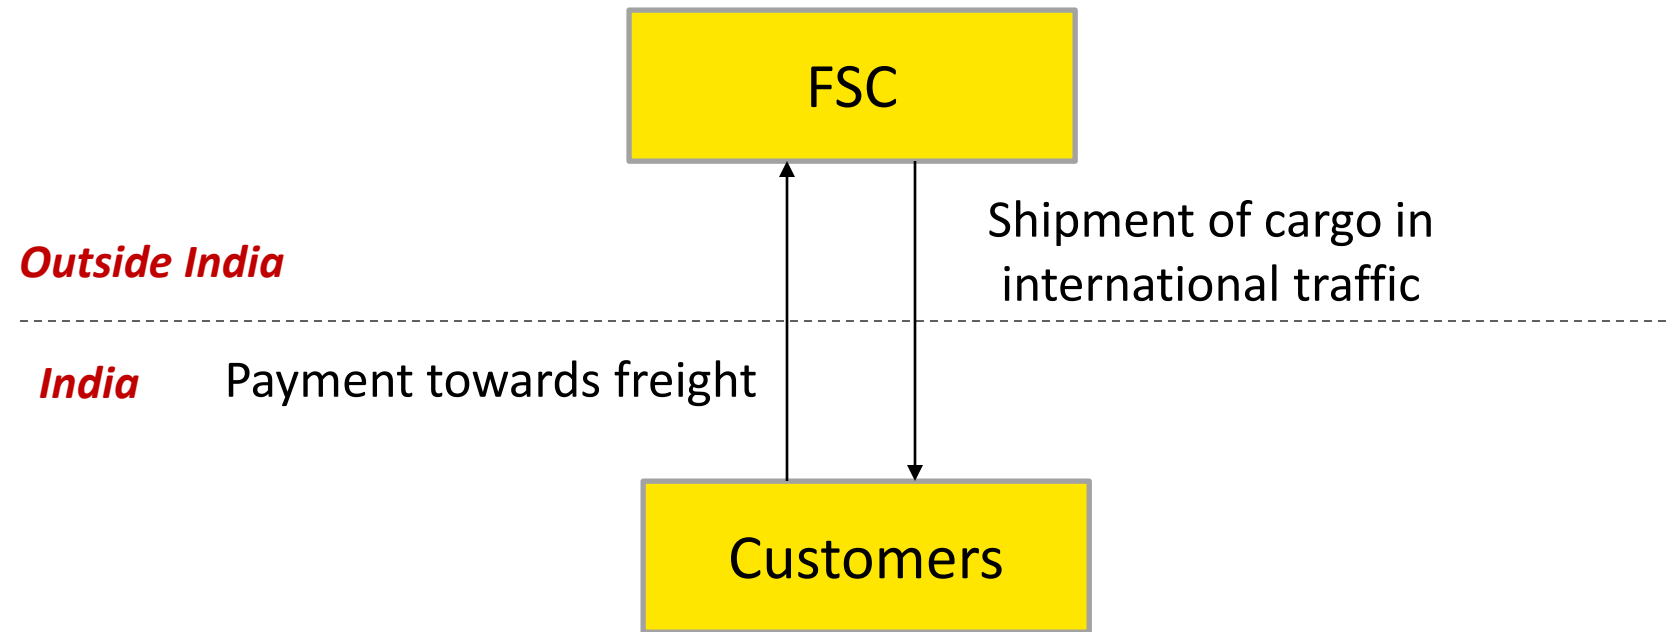 FSC
Shipment of cargo in
international traffic
Outside India
India
Payment towards freight
Customers